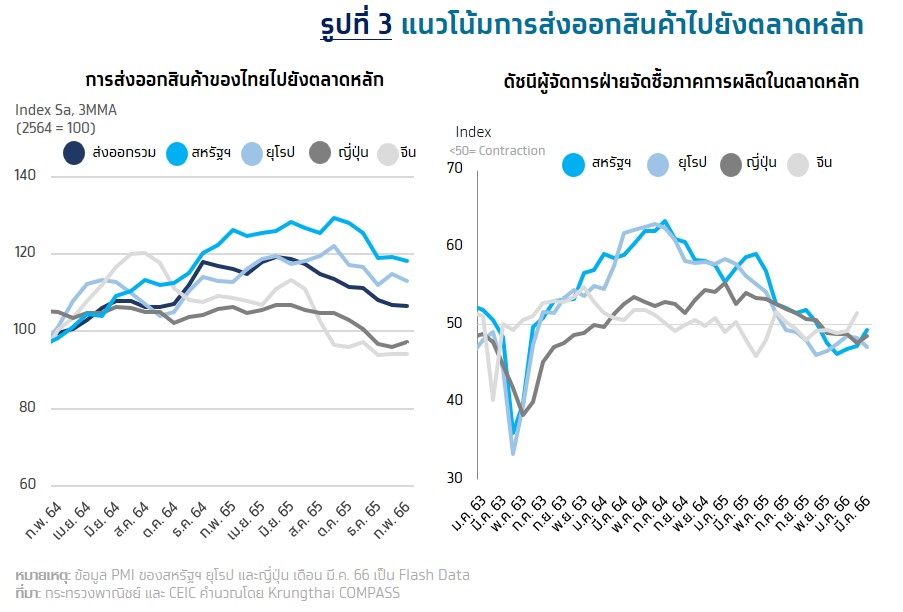 รูปที่ 3 แนวโน้มการส่งออกสินค้าไปยังตลาดหลัก
การส่งออกสินค้าของไทยไปยังตลาดหลัก
Index Sa, 3MMA
(2564 = 100)
ส่งออกรวม สหรัฐฯ ยุโรป ญี่ปุ่น จีน
140
120
100
80
60
ก.พ. 64 เม.ย. 64 มิ.ย. 64 ส.ค. 64 ต.ค. 64 ธ.ค. 64 ก.พ. 65 เม.ย. 65 มิ.ย. 65 ส.ค. 65 ต.ค. 65 ธ.ค. 65 ก.พ. 66
ดัชนีผู้จัดการฝ่ายจัดซื้อภาคการผลิตในตลาดหลัก
Index
<50= Contraction
สหรัฐฯ ยุโรป ญี่ปุ่น จีน
70
60
50
40
30
ม.ค. 63 มี.ค. 63 พ.ค. 63 ก.ค. 63 ก.ย. 63 พ.ย. 63 ม.ค. 64 มี.ค. 64 พ.ค. 64 ก.ค. 64 ก.ย. 64 พ.ย. 64 ม.ค. 65 มี.ค. 65 พ.ค. 65 ก.ค. 65 ก.ย. 65 พ.ย. 65 ม.ค. 66 มี.ค. 66
หมายเหตุ: ข้อมูล PMI ของสหรัฐฯ ยุโรป และญี่ปุ่น เดือน มี.ค. 66 เป็น Flash Data
ที่มา: กระทรวงพาณิชย์ และ CEIC คำนวณโดย Krungthai COMPASS